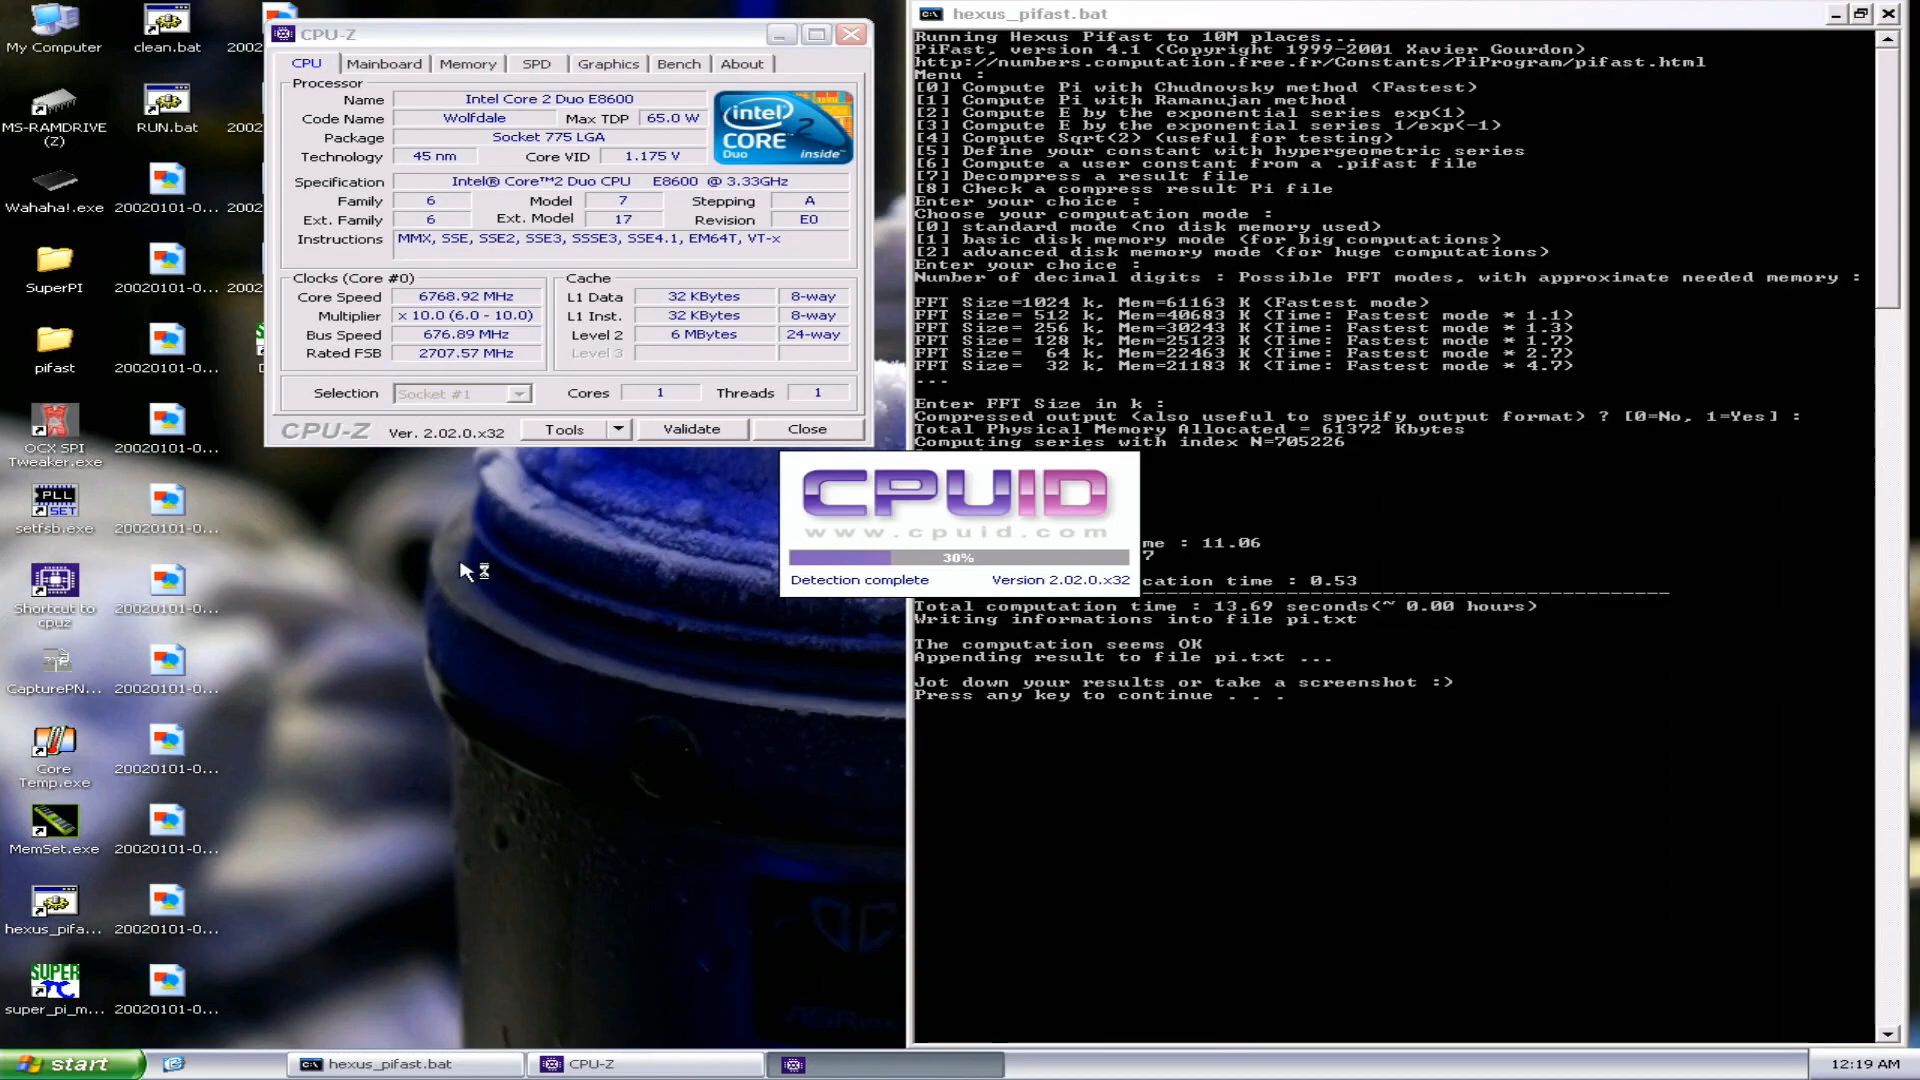 My Computer
clean.bat
2002
MS-RAMDRIVE
(Z)
RUN.bat
2002
Wahaha!.exe
20020101-0...
2002
SuperPI
20020101-0...
2002
pifast
20020101-0...
OCX SPI
Tweaker.exe
20020101-0...
PLL
SET
setfsb.exe
20020101-0...
Shortcut to
cpuz
20020101-0...
CapturePN...
20020101-0...
Core
Temp.exe
20020101-0...
MemSet.exe
20020101-0...
hexus_pifa...
20020101-0...
SUPER
super_pi_m...
20020101-0...
CPU-Z
CPU Mainboard Memory SPD Graphics Bench About
Processor
Name Intel Core 2 Duo E8600
Code Name Wolfdale Max TDP 65.0 W
Package Socket 775 LGA
Technology 45 nm Core VID 1.175 V
intel
CORE 2
Duo inside™
Specification Intel® Core™2 Duo CPU E8600 @ 3.33GHz
Family 6 Model 7 Stepping A
Ext. Family 6 Ext. Model 17 Revision E0
Instructions MMX, SSE, SSE2, SSE3, SSSE3, SSE4.1, EM64T, VT-x
Clocks (Core #0)
Core Speed 6768.92 MHz
Multiplier x 10.0 (6.0 - 10.0)
Bus Speed 676.89 MHz
Rated FSB 2707.57 MHz
Cache
L1 Data 32 KBytes 8-way
L1 Inst. 32 KBytes 8-way
Level 2 6 MBytes 24-way
Level 3
Selection Socket #1 Cores 1 Threads 1
CPU-Z Ver. 2.02.0.x32 Tools Validate Close
CPUID
www.cpuid.com
30%
Detection complete Version 2.02.0.x32
hexus_pifast.bat
Running Hexus Pifast to 10M places...
PiFast, version 4.1 (Copyright 1999-2001 Xavier Gourdon)
http://numbers.computation.free.fr/Constants/PiProgram/pifast.html
Menu :
[0] Compute Pi with Chudnovsky method (Fastest)
[1] Compute Pi with Ramanujan method
[2] Compute E by the exponential series exp(1)
[3] Compute E by the exponential series 1/exp(-1)
[4] Compute Sqrt(2) (useful for testing)
[5] Define your constant with hypergeometric series
[6] Compute a user constant from a .pifast file
[7] Decompress a result file
[8] Check a compress result Pi file
Enter your choice :
Choose your computation mode :
[0] standard mode (no disk memory used)
[1] basic disk memory mode (for big computations)
[2] advanced disk memory mode (for huge computations)
Enter your choice :
Number of decimal digits : Possible FFT modes, with approximate needed memory :
FFT Size=1024 k, Mem=61163 K (Fastest mode)
FFT Size= 512 k, Mem=40683 K (Time: Fastest mode * 1.1)
FFT Size= 256 k, Mem=30243 K (Time: Fastest mode * 1.3)
FFT Size= 128 k, Mem=25123 K (Time: Fastest mode * 1.7)
FFT Size=  64 k, Mem=22463 K (Time: Fastest mode * 2.7)
FFT Size=  32 k, Mem=21183 K (Time: Fastest mode * 4.7)
...
Enter FFT Size in k :
Compressed output (also useful to specify output format) ? [0=No, 1=Yes] :
Total Physical Memory Allocated = 61372 Kbytes
Computing series with index N=705226
me : 11.06
7
cation time : 0.53
Total computation time : 13.69 seconds(~ 0.00 hours)
Writing informations into file pi.txt
The computation seems OK
Appending result to file pi.txt ...
Jot down your results or take a screenshot :)
Press any key to continue . . .
start
hexus_pifast.bat
CPU-Z
12:19 AM